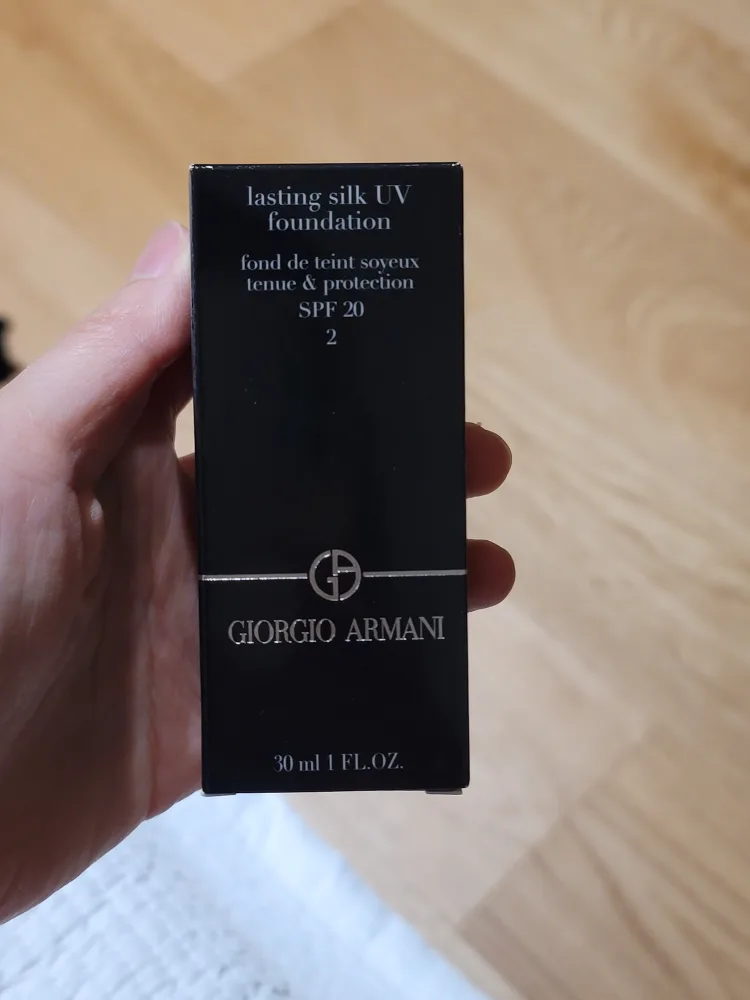 lasting silk UV
foundation
fond de teint soyeux
tenue & protection
SPF 20
2
GA
GIORGIO ARMANI
30 ml 1 FL.OZ.